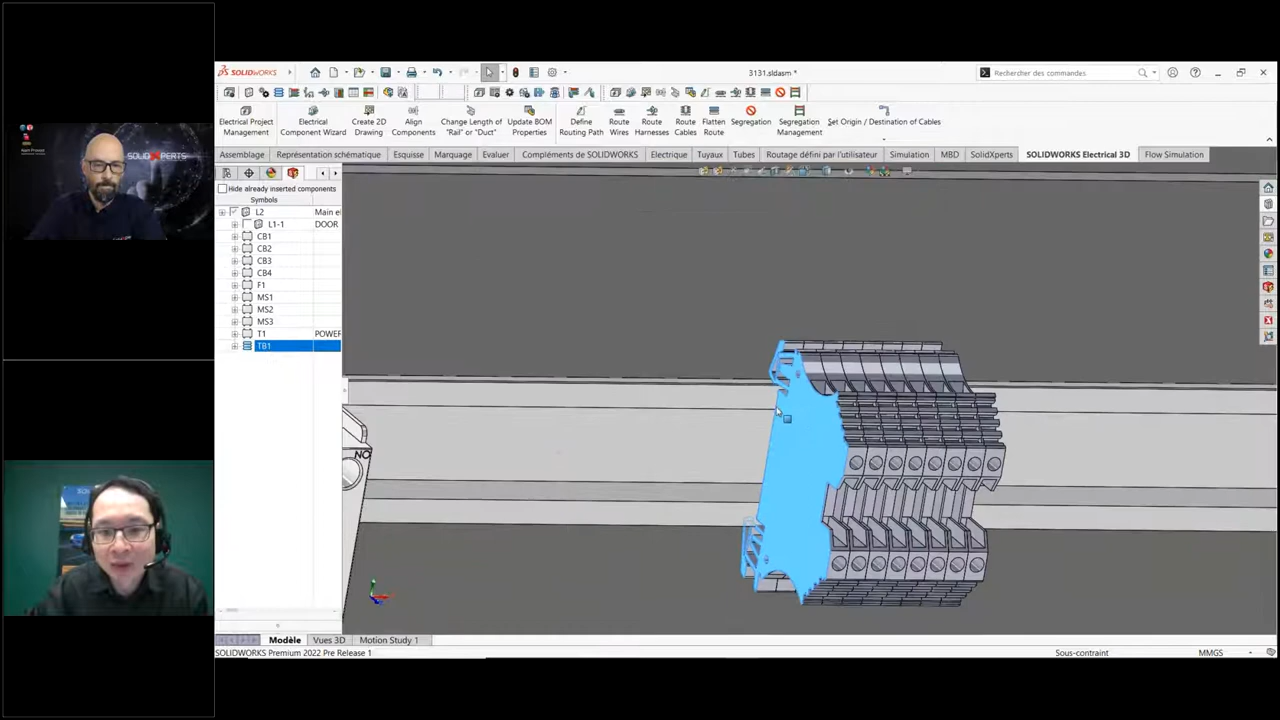 SOLIDWORKS
3131.sldasm *
Rechercher des commandes
Electrical Project Management
Electrical Component Wizard
Create 2D Drawing
Align Components
Change Length of "Rail" or "Duct"
Update BOM Properties
Define Routing Path
Route Wires
Route Harnesses
Route Cables
Flatten Route
Segregation
Segregation Management
Set Origin / Destination of Cables
Assemblage
Représentation schématique
Esquisse
Marquage
Evaluer
Compléments de SOLIDWORKS
Electrique
Tuyaux
Tubes
Routage défini par l'utilisateur
Simulation
MBD
SolidXperts
SOLIDWORKS Electrical 3D
Flow Simulation
Hide already inserted components
Symbols
L2 Main el
L1-1 DOOR
CB1
CB2
CB3
CB4
F1
MS1
MS2
MS3
T1 POWER
TB1
NO
Modèle
Vues 3D
Motion Study 1
SOLIDWORKS Premium 2022 Pre Release 1
Sous-contraint
MMGS
SOLIDXPERTS